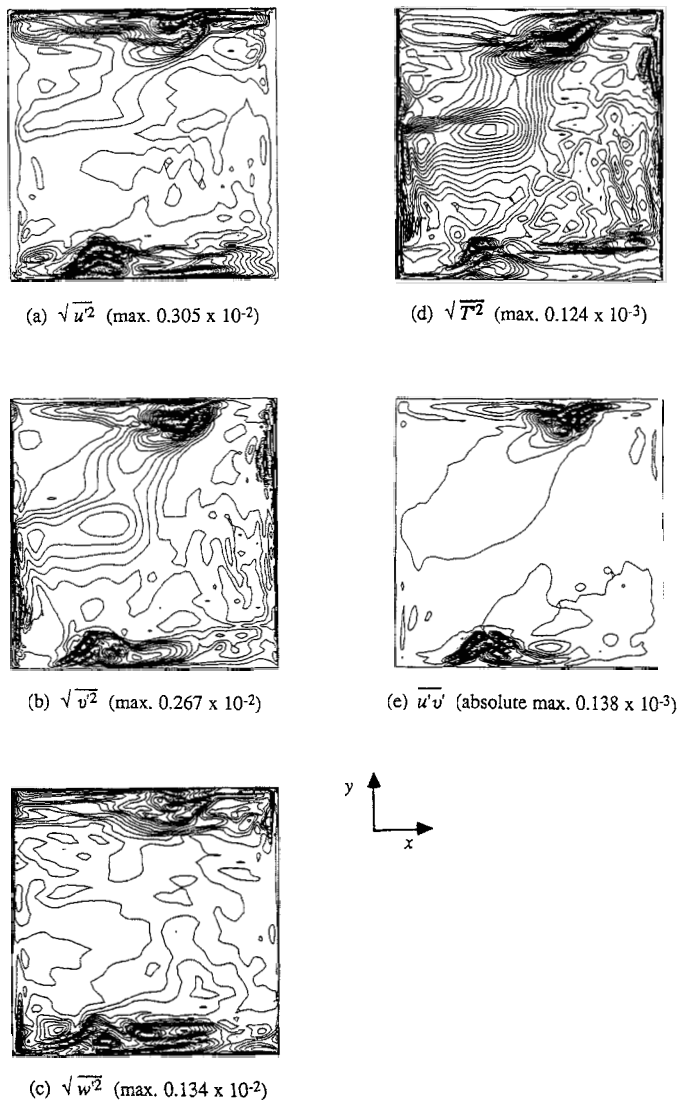 (a) √u'² (max. 0.305 x 10⁻²)
(d) √T'² (max. 0.124 x 10⁻³)
(b) √v'² (max. 0.267 x 10⁻²)
(e) u'v' (absolute max. 0.138 x 10⁻³)
y
x
(c) √w'² (max. 0.134 x 10⁻²)